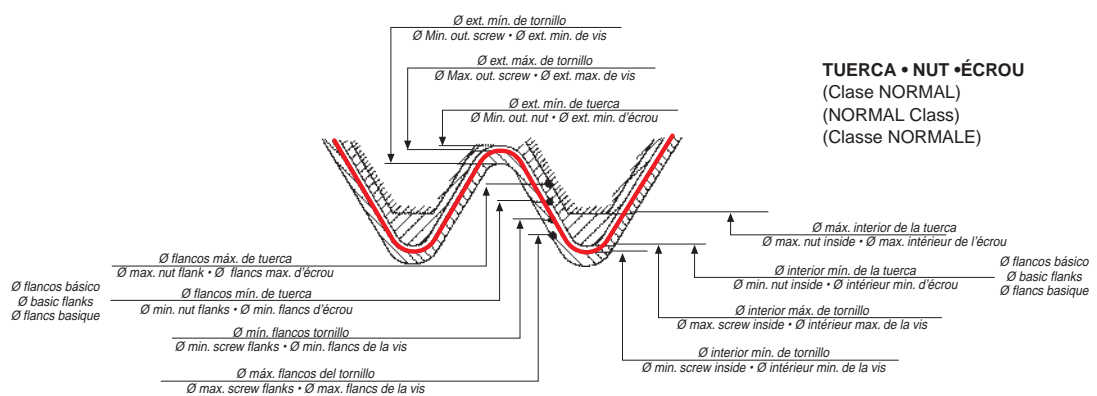 Ø ext. mín. de tornillo
Ø Min. out. screw • Ø ext. min. de vis
Ø ext. máx. de tornillo
Ø Max. out. screw • Ø ext. max. de vis
Ø ext. mín. de tuerca
Ø Min. out. nut • Ø ext. min. d'écrou
TUERCA • NUT •ÉCROU
(Clase NORMAL)
(NORMAL Class)
(Classe NORMALE)
Ø máx. interior de la tuerca
Ø max. nut inside • Ø max. intérieur de l'écrou
Ø flancos máx. de tuerca
Ø max. nut flank • Ø flancs max. d'écrou
Ø flancos básico
Ø basic flanks
Ø flancs basique
Ø flancos mín. de tuerca
Ø min. nut flanks • Ø min. flancs d'écrou
Ø interior mín. de la tuerca
Ø min. nut inside • Ø intérieur min. d'écrou
Ø flancos básico
Ø basic flanks
Ø flancs basique
Ø mín. flancos tornillo
Ø min. screw flanks • Ø min. flancs de la vis
Ø interior máx. de tornillo
Ø max. screw inside • Ø intérieur max. de la vis
Ø máx. flancos del tornillo
Ø max. screw flanks • Ø max. flancs de la vis
Ø interior mín. de tornillo
Ø min. screw inside • Ø intérieur min. de la vis